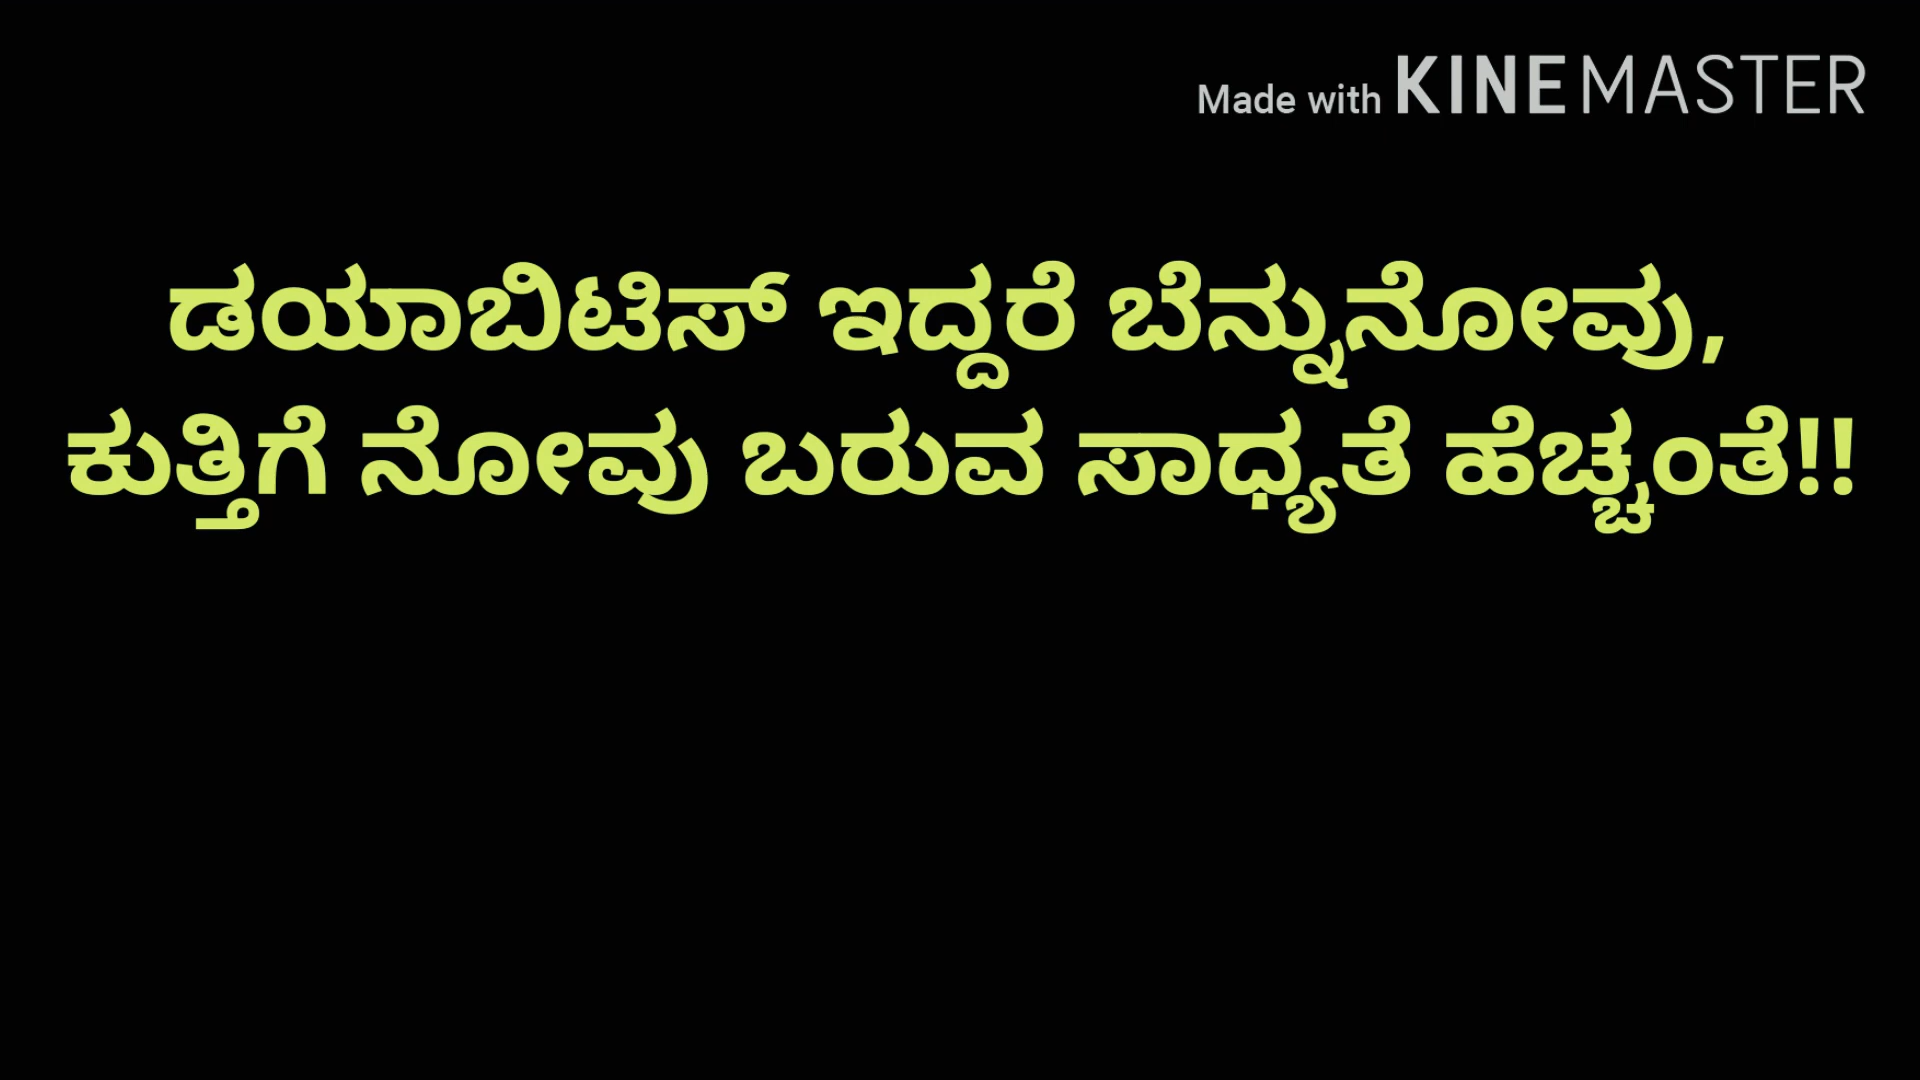 Made with KINEMASTER
ಡಯಾಬಿಟಿಸ್ ಇದ್ದರೆ ಬೆನ್ನುನೋವು,
ಕುತ್ತಿಗೆ ನೋವು ಬರುವ ಸಾಧ್ಯತೆ ಹೆಚ್ಚಂತೆ!!